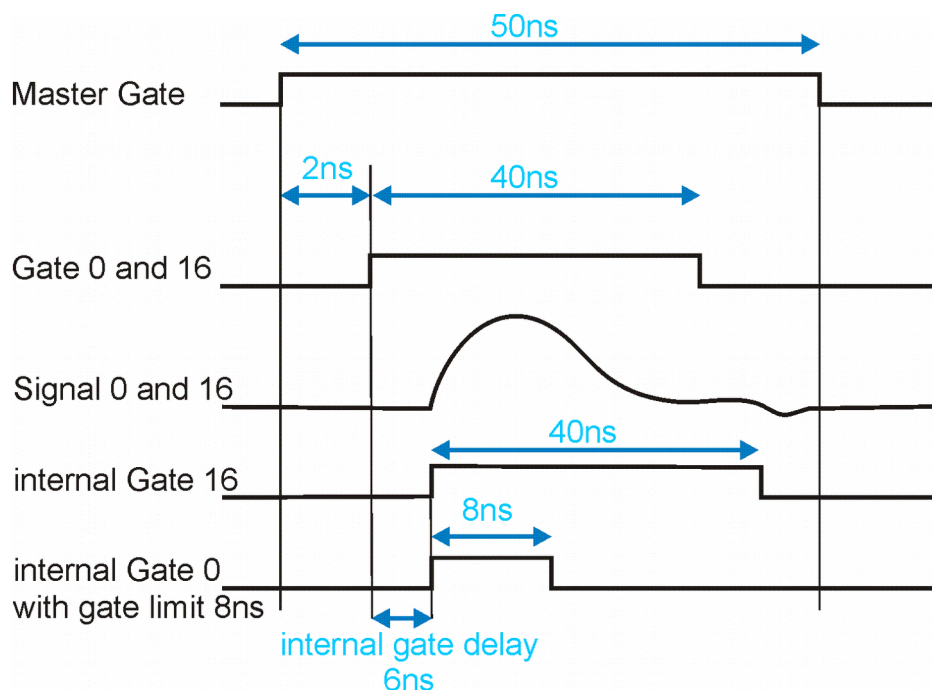 50ns
Master Gate
2ns
40ns
Gate 0 and 16
Signal 0 and 16
40ns
internal Gate 16
8ns
internal Gate 0
with gate limit 8ns
internal gate delay
6ns